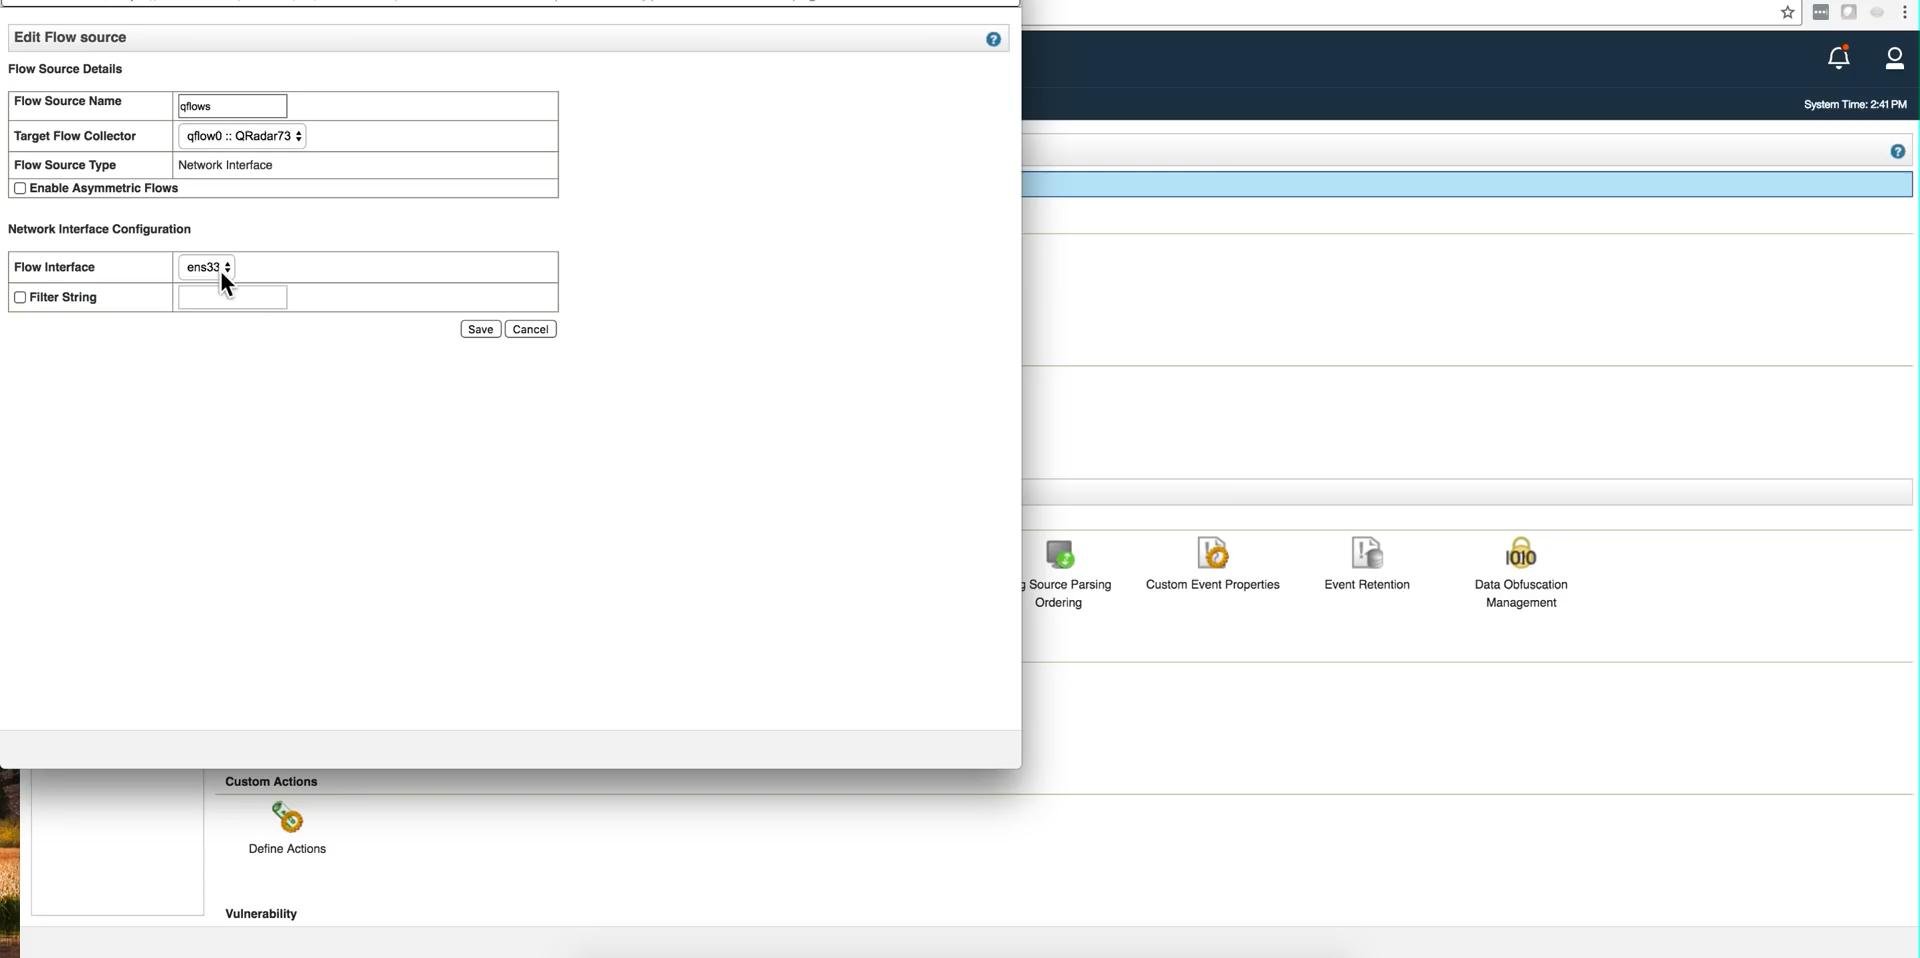 Edit Flow source
Flow Source Details
Flow Source Name
qflows
Target Flow Collector
qflow0 :: QRadar73
Flow Source Type
Network Interface
Enable Asymmetric Flows
Network Interface Configuration
Flow Interface
ens33
Filter String
Save
Cancel
System Time: 2:41 PM
Source Parsing
Ordering
Custom Event Properties
Event Retention
Data Obfuscation
Management
Custom Actions
Define Actions
Vulnerability